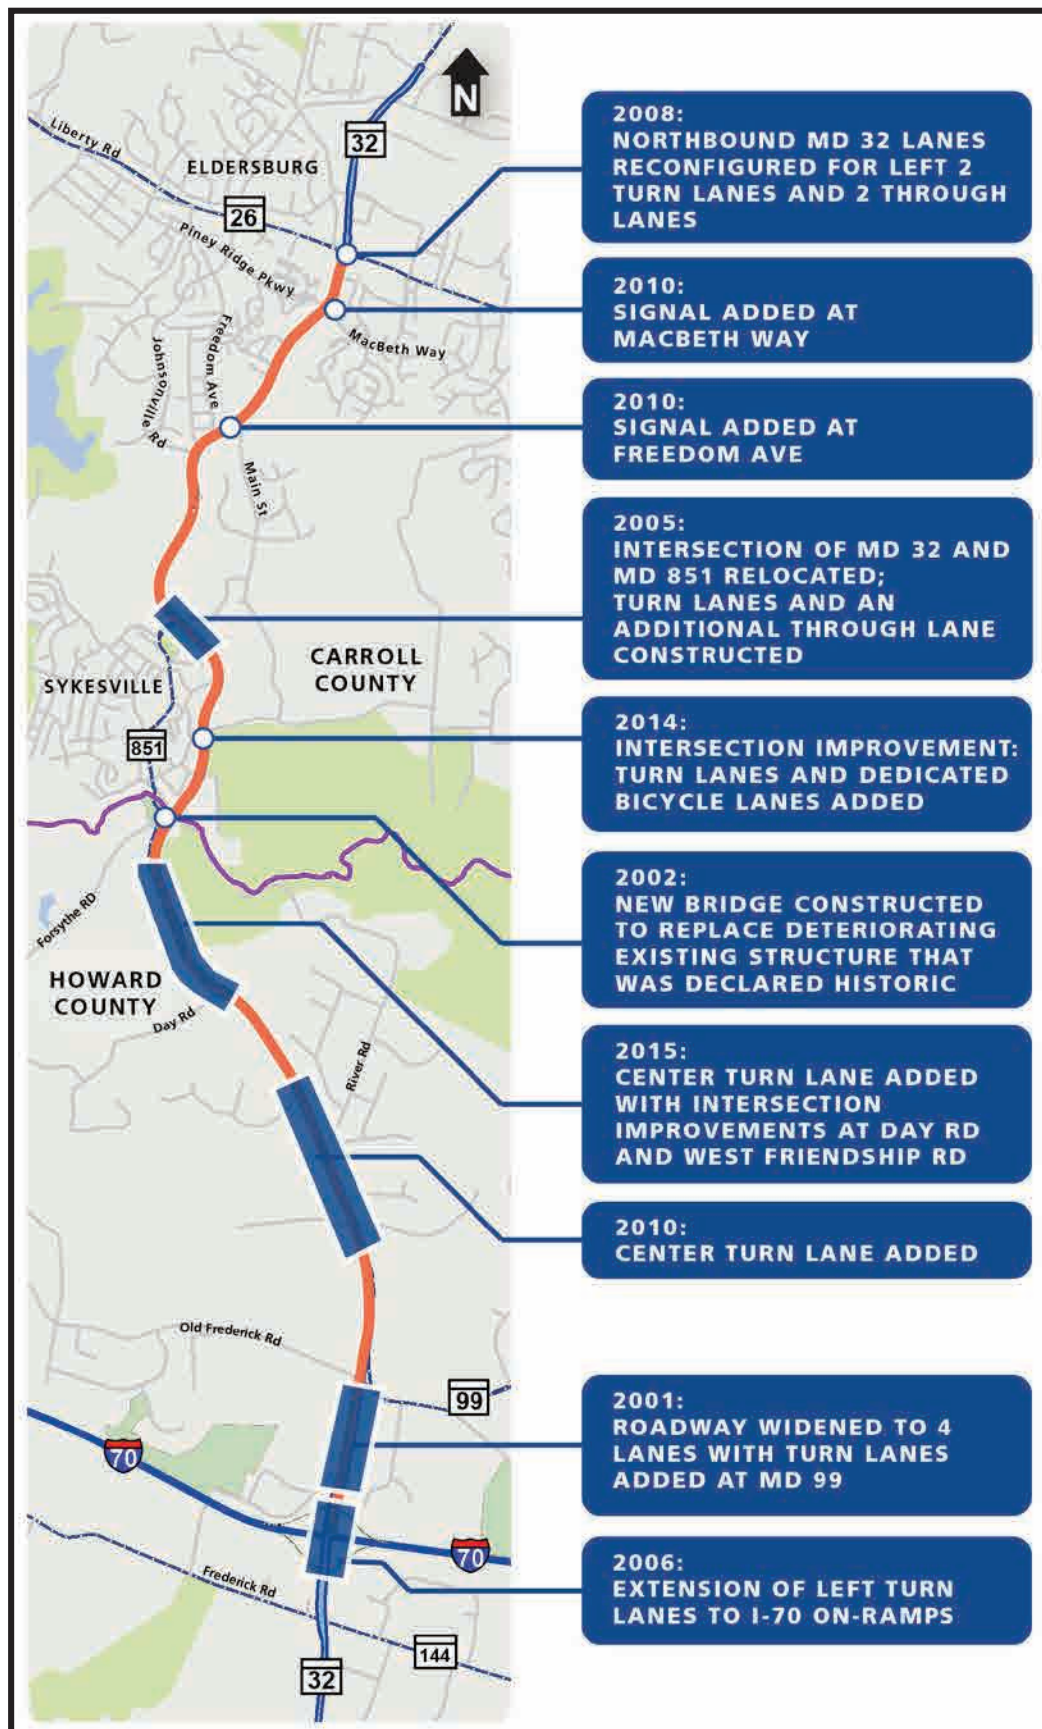 N
32
Liberty Rd
ELDERSBURG
26
Piney Ridge Pkwy
MacBeth Way
Freedom Ave
Johnsonville Rd
Main St
SYKESVILLE
CARROLL
COUNTY
851
Forsythe RD
HOWARD
COUNTY
Day Rd
River Rd
Old Frederick Rd
99
70
70
Frederick Rd
144
32
2008:
NORTHBOUND MD 32 LANES
RECONFIGURED FOR LEFT 2
TURN LANES AND 2 THROUGH
LANES
2010:
SIGNAL ADDED AT
MACBETH WAY
2010:
SIGNAL ADDED AT
FREEDOM AVE
2005:
INTERSECTION OF MD 32 AND
MD 851 RELOCATED;
TURN LANES AND AN
ADDITIONAL THROUGH LANE
CONSTRUCTED
2014:
INTERSECTION IMPROVEMENT:
TURN LANES AND DEDICATED
BICYCLE LANES ADDED
2002:
NEW BRIDGE CONSTRUCTED
TO REPLACE DETERIORATING
EXISTING STRUCTURE THAT
WAS DECLARED HISTORIC
2015:
CENTER TURN LANE ADDED
WITH INTERSECTION
IMPROVEMENTS AT DAY RD
AND WEST FRIENDSHIP RD
2010:
CENTER TURN LANE ADDED
2001:
ROADWAY WIDENED TO 4
LANES WITH TURN LANES
ADDED AT MD 99
2006:
EXTENSION OF LEFT TURN
LANES TO I-70 ON-RAMPS